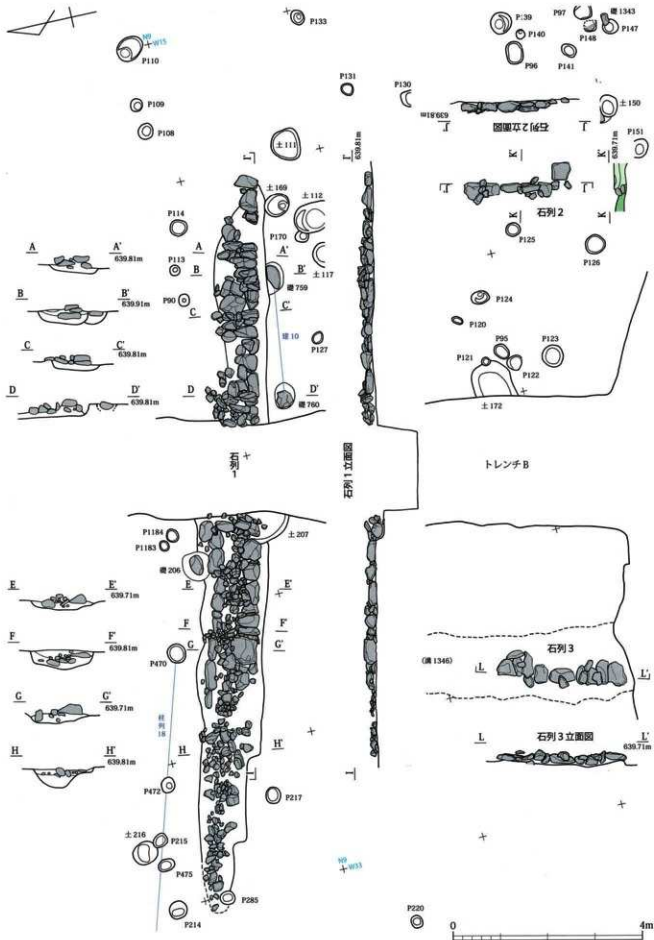 P133
P139
P97
礎1343
P140
P148
P147
P96
P141
N9
W15
P110
P131
P130
土150
P109
P108
639.81m
石列2立面図
P151
土111
639.81m
K
K'
639.71m
土169
土112
石列2
K
K
P114
P170
土117
P125
P126
A
A'
639.81m
A
A'
P113
B
B'
礎759
B
B'
639.91m
P90
C
C'
P124
P120
C
C'
639.81m
建10
P127
P95
P123
P121
P122
D
D'
639.81m
D
D'
礎760
土172
石列1
石列1立面図
トレンチB
P1184
P1183
土207
礎206
E
E'
639.71m
E
E'
F
F'
639.81m
F
F'
G
G'
P470
石列3
(溝1346)
L
L'
G
G'
639.71m
柱列18
石列3立面図
L
L'
639.71m
H
H'
639.81m
H
H'
P472
P217
土216
P215
P475
N9
W33
P285
P214
P220
0
4m